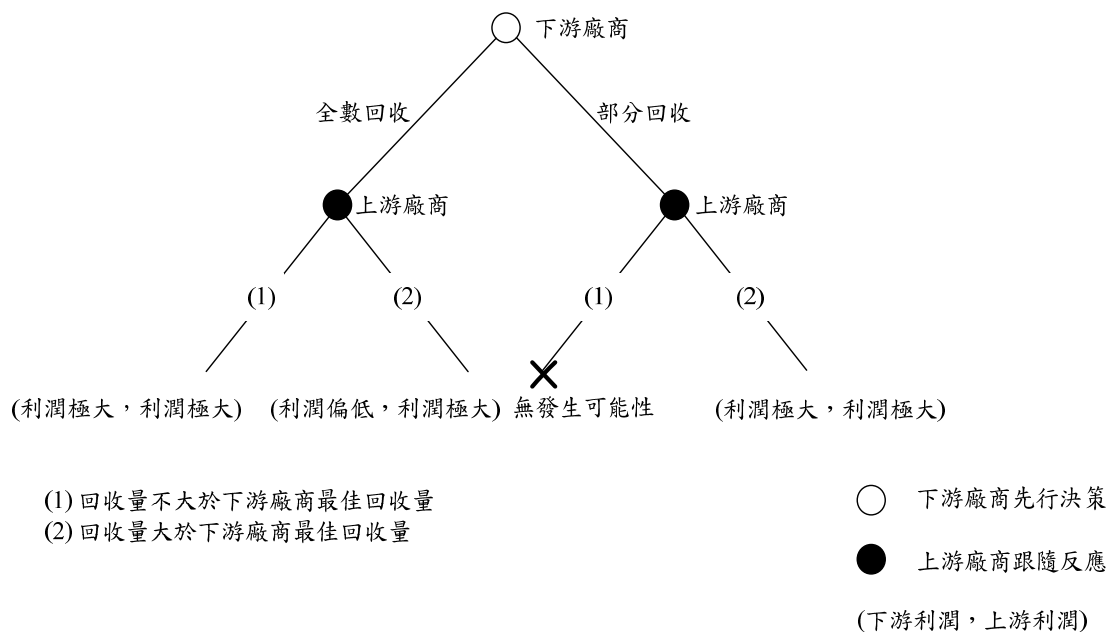 下游廠商
全數回收
部分回收
上游廠商
上游廠商
(1)
(2)
(1)
(2)
(利潤極大，利潤極大)
(利潤偏低，利潤極大)
無發生可能性
(利潤極大，利潤極大)
(1) 回收量不大於下游廠商最佳回收量
(2) 回收量大於下游廠商最佳回收量
下游廠商先行決策
上游廠商跟隨反應
(下游利潤，上游利潤)